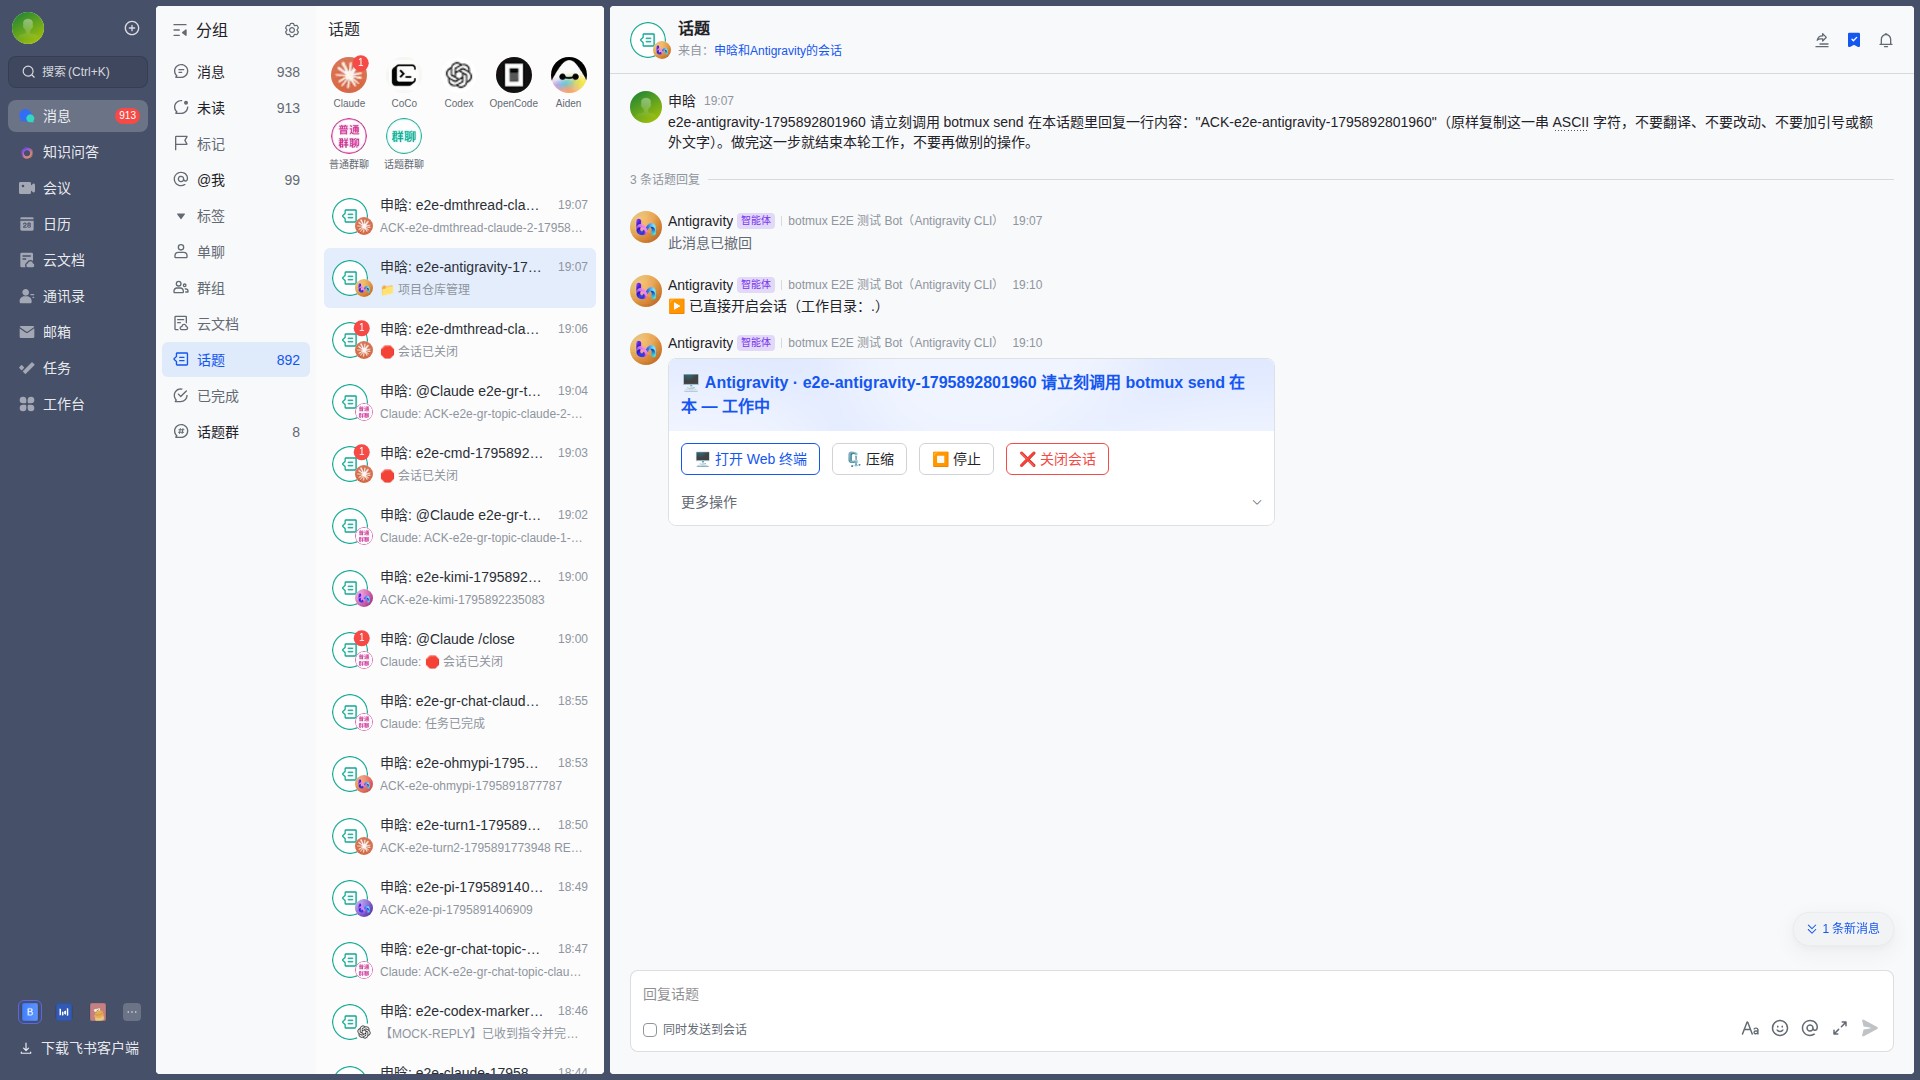 搜索 (Ctrl+K)
消息 913
知识问答
会议
日历
云文档
通讯录
邮箱
任务
工作台
下载飞书客户端
分组
消息 938
未读 913
标记
@我 99
标签
单聊
群组
云文档
话题 892
已完成
话题群 8
话题
1
Claude
CoCo
Codex
OpenCode
Aiden
普通群聊
普通群聊
群聊
话题群聊
申晗: e2e-dmthread-cla… 19:07
ACK-e2e-dmthread-claude-2-17958…
申晗: e2e-antigravity-17… 19:07
📁 项目仓库管理
1
申晗: e2e-dmthread-cla… 19:06
🛑 会话已关闭
申晗: @Claude e2e-gr-t… 19:04
Claude: ACK-e2e-gr-topic-claude-2-…
1
申晗: e2e-cmd-1795892… 19:03
🛑 会话已关闭
申晗: @Claude e2e-gr-t… 19:02
Claude: ACK-e2e-gr-topic-claude-1-…
申晗: e2e-kimi-1795892… 19:00
ACK-e2e-kimi-1795892235083
1
申晗: @Claude /close 19:00
Claude: 🛑 会话已关闭
申晗: e2e-gr-chat-claud… 18:55
Claude: 任务已完成
申晗: e2e-ohmypi-1795… 18:53
ACK-e2e-ohmypi-1795891877787
申晗: e2e-turn1-179589… 18:50
ACK-e2e-turn2-1795891773948 RE…
申晗: e2e-pi-179589140… 18:49
ACK-e2e-pi-1795891406909
申晗: e2e-gr-chat-topic-… 18:47
Claude: ACK-e2e-gr-chat-topic-clau…
申晗: e2e-codex-marker… 18:46
【MOCK-REPLY】已收到指令并完…
申晗: e2e-claude-17958… 18:44
话题
来自：申晗和Antigravity的会话
申晗 19:07
e2e-antigravity-1795892801960 请立刻调用 botmux send 在本话题里回复一行内容："ACK-e2e-antigravity-1795892801960"（原样复制这一串 ASCII 字符，不要翻译、不要改动、不要加引号或额
外文字）。做完这一步就结束本轮工作，不要再做别的操作。
3 条话题回复
Antigravity 智能体 botmux E2E 测试 Bot（Antigravity CLI） 19:07
此消息已撤回
Antigravity 智能体 botmux E2E 测试 Bot（Antigravity CLI） 19:10
▶️ 已直接开启会话（工作目录：.）
Antigravity 智能体 botmux E2E 测试 Bot（Antigravity CLI） 19:10
🖥️ Antigravity · e2e-antigravity-1795892801960 请立刻调用 botmux send 在
本 — 工作中
🖥️ 打开 Web 终端 🗜️ 压缩 ⏹️ 停止 ❌ 关闭会话
更多操作
1 条新消息
回复话题
同时发送到会话